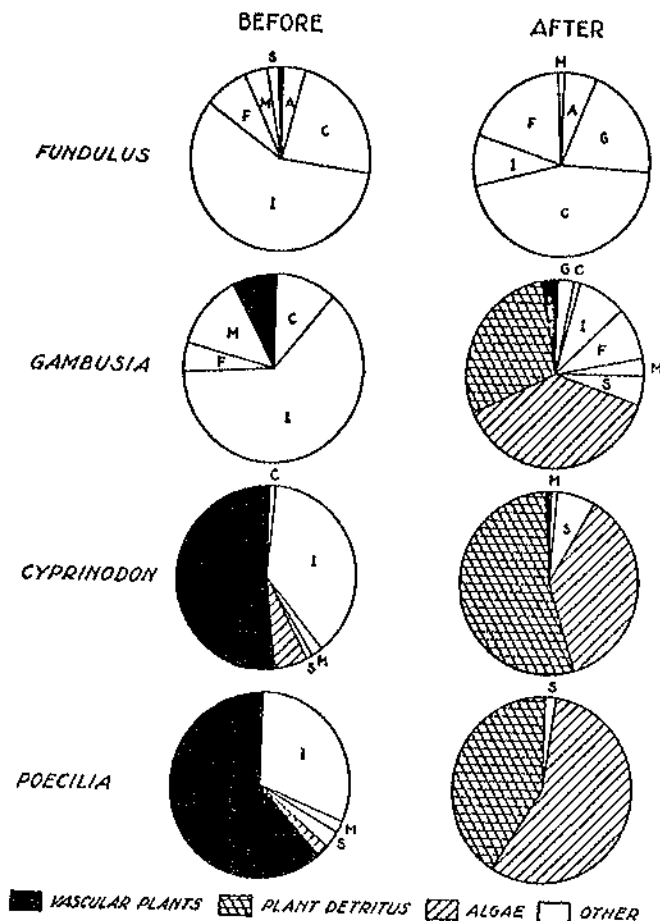 BEFORE AFTER
FUNDULUS
S
F M A C
I
M
F A G
I
C
GAMBUSIA
M C
F
I
G C
I
F
M
S
CYPRINODON
C
I
S M
M
S
POECILIA
I
M
S
S
VASCULAR PLANTS PLANT DETRITUS ALGAE OTHER